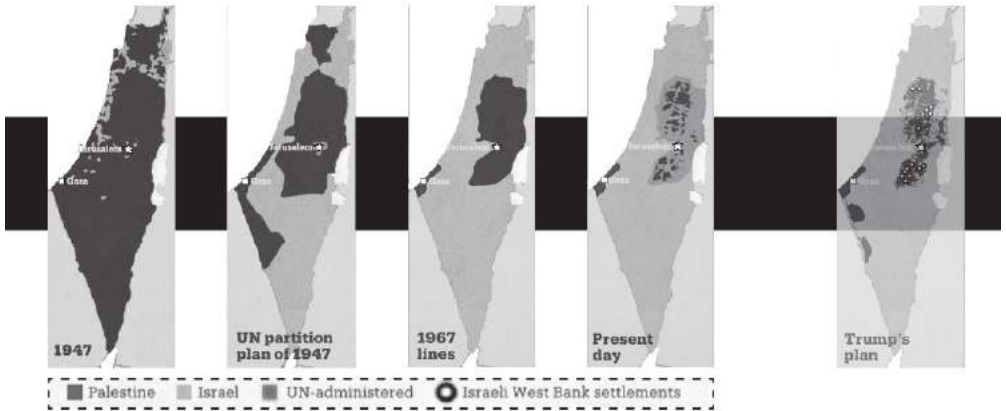 Jerusalem
Gaza
1947
Jerusalem
Gaza
UN partition
plan of 1947
Jerusalem
Gaza
1967
lines
Jerusalem
Gaza
Present
day
Jerusalem
Gaza
Trump's
plan
Palestine Israel UN-administered Israeli West Bank settlements